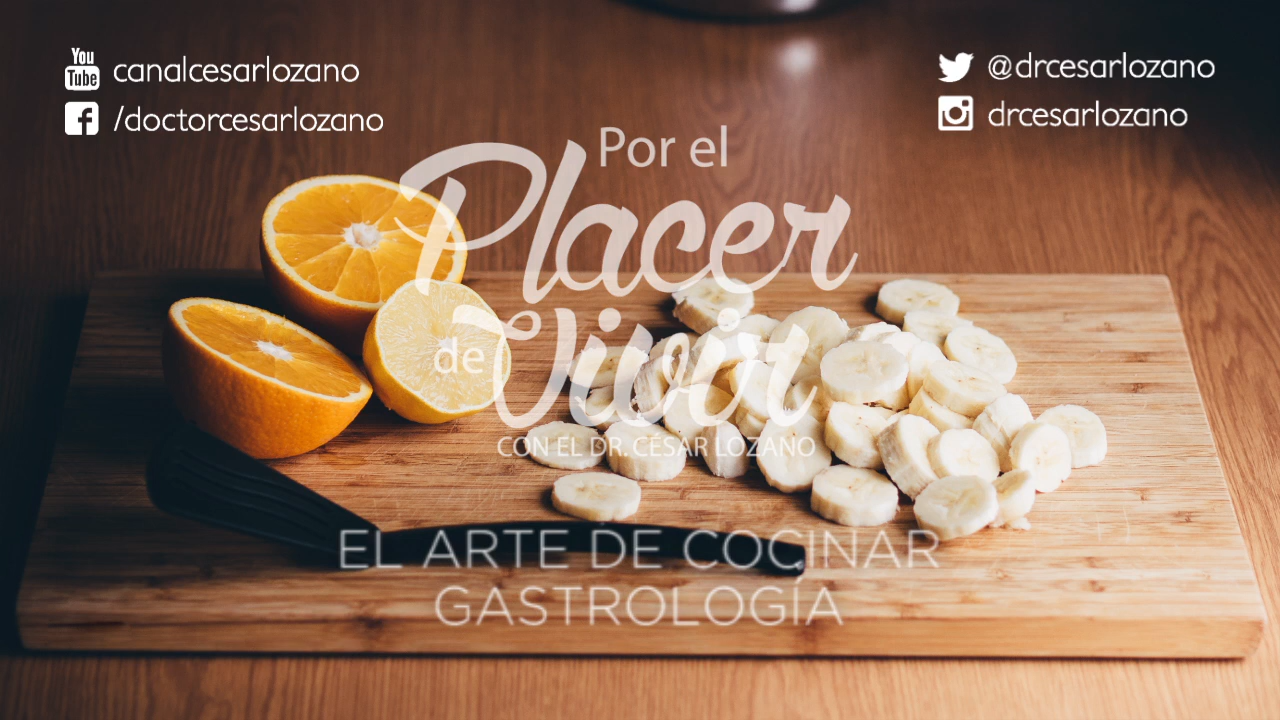 You
Tube
canalcesarlozano
/doctorcesarlozano
@drcesarlozano
drcesarlozano
Por el
Placer
de Vivir
CON EL DR. CÉSAR LOZANO
EL ARTE DE COCINAR
GASTROLOGÍA